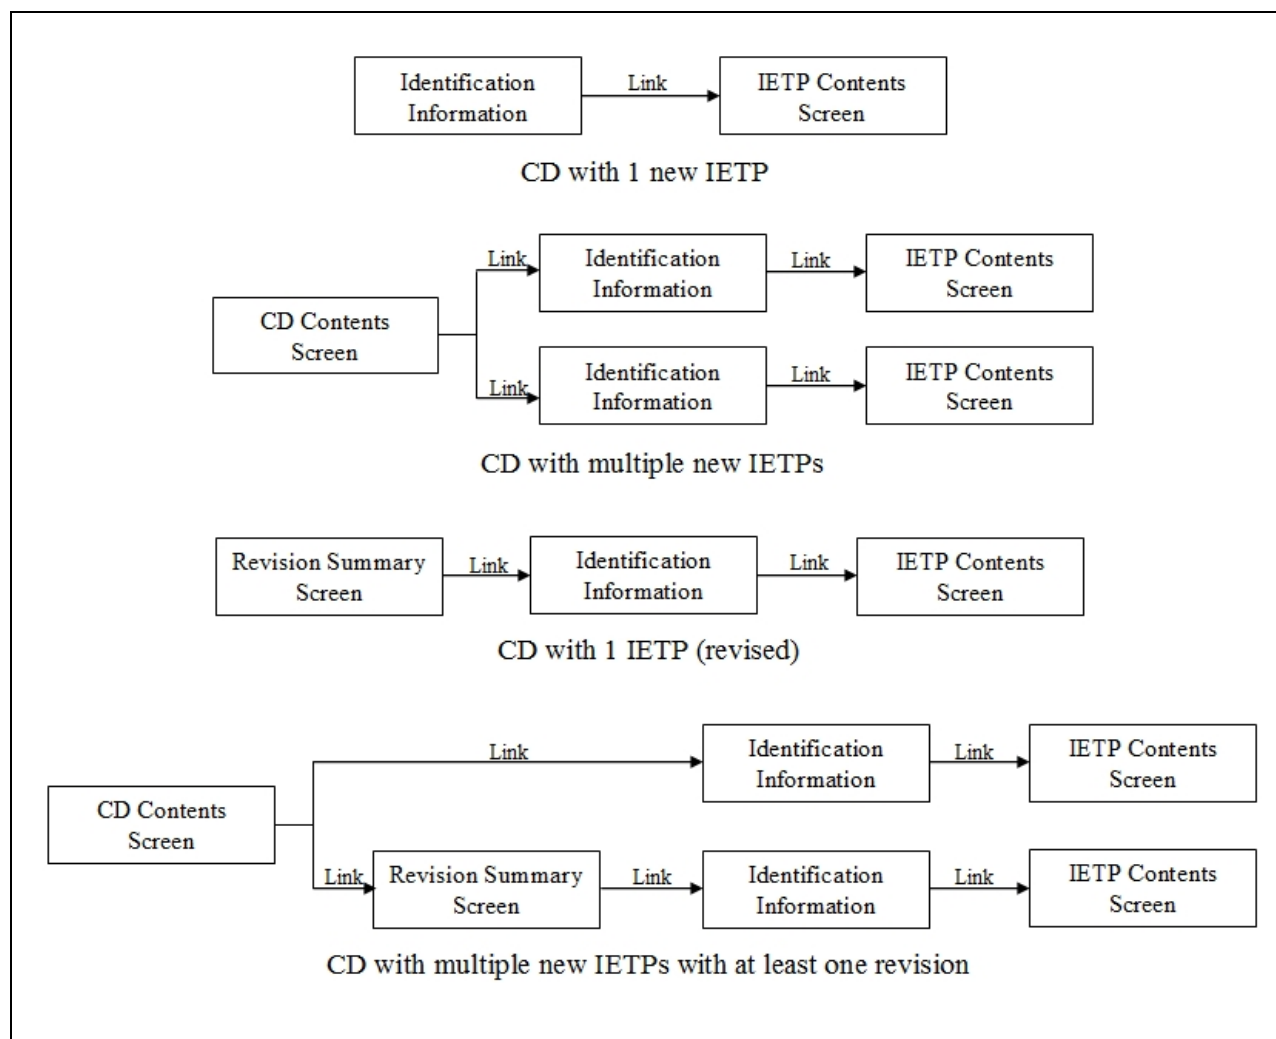 Identification
Information
Link
IETP Contents
Screen
CD with 1 new IETP
CD Contents
Screen
Link
Identification
Information
Link
IETP Contents
Screen
Link
Identification
Information
Link
IETP Contents
Screen
CD with multiple new IETPs
Revision Summary
Screen
Link
Identification
Information
Link
IETP Contents
Screen
CD with 1 IETP (revised)
CD Contents
Screen
Link
Identification
Information
Link
IETP Contents
Screen
Link
Revision Summary
Screen
Link
Identification
Information
Link
IETP Contents
Screen
CD with multiple new IETPs with at least one revision